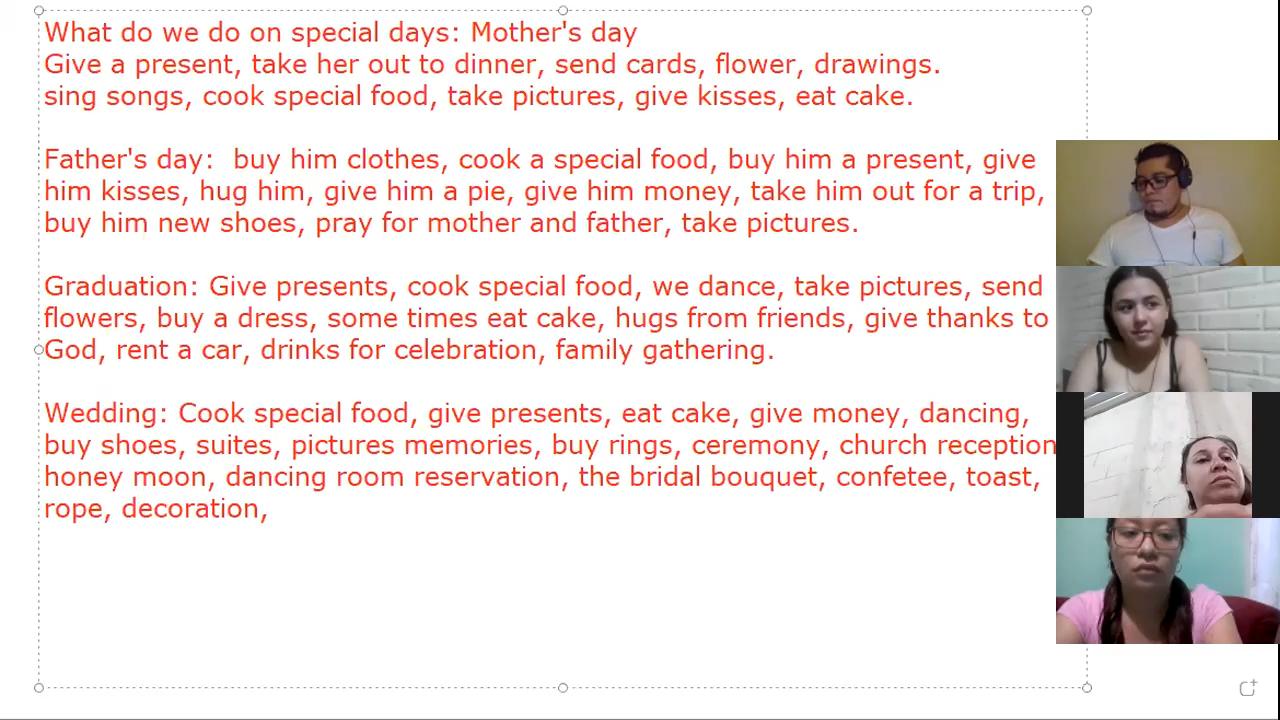 What do we do on special days: Mother's day
Give a present, take her out to dinner, send cards, flower, drawings.
sing songs, cook special food, take pictures, give kisses, eat cake.
Father's day:  buy him clothes, cook a special food, buy him a present, give
him kisses, hug him, give him a pie, give him money, take him out for a trip,
buy him new shoes, pray for mother and father, take pictures.
Graduation: Give presents, cook special food, we dance, take pictures, send
flowers, buy a dress, some times eat cake, hugs from friends, give thanks to
God, rent a car, drinks for celebration, family gathering.
Wedding: Cook special food, give presents, eat cake, give money, dancing,
buy shoes, suites, pictures memories, buy rings, ceremony, church reception
honey moon, dancing room reservation, the bridal bouquet, confetee, toast,
rope, decoration,